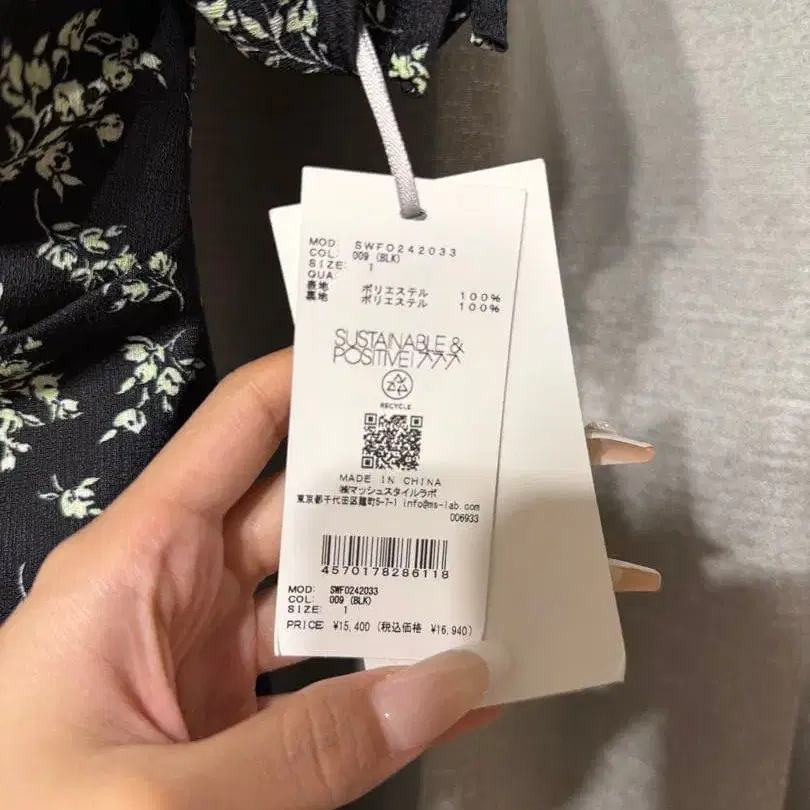 MOD: SWFO242033
COL: 009 (BLK)
SIZE: 1
QUA:
表地 ポリエステル 100%
裏地 ポリエステル 100%
SUSTAINABLE &
POSITIVE!
RECYCLE
MADE IN CHINA
㈱マッシュスタイルラボ
東京都千代田区麹町5-7-1 info@ms-lab.com
006933
4570178286118
MOD: SWFO242033
COL: 009 (BLK)
SIZE: 1
PRICE: ¥15,400 (税込価格 ¥16,940)